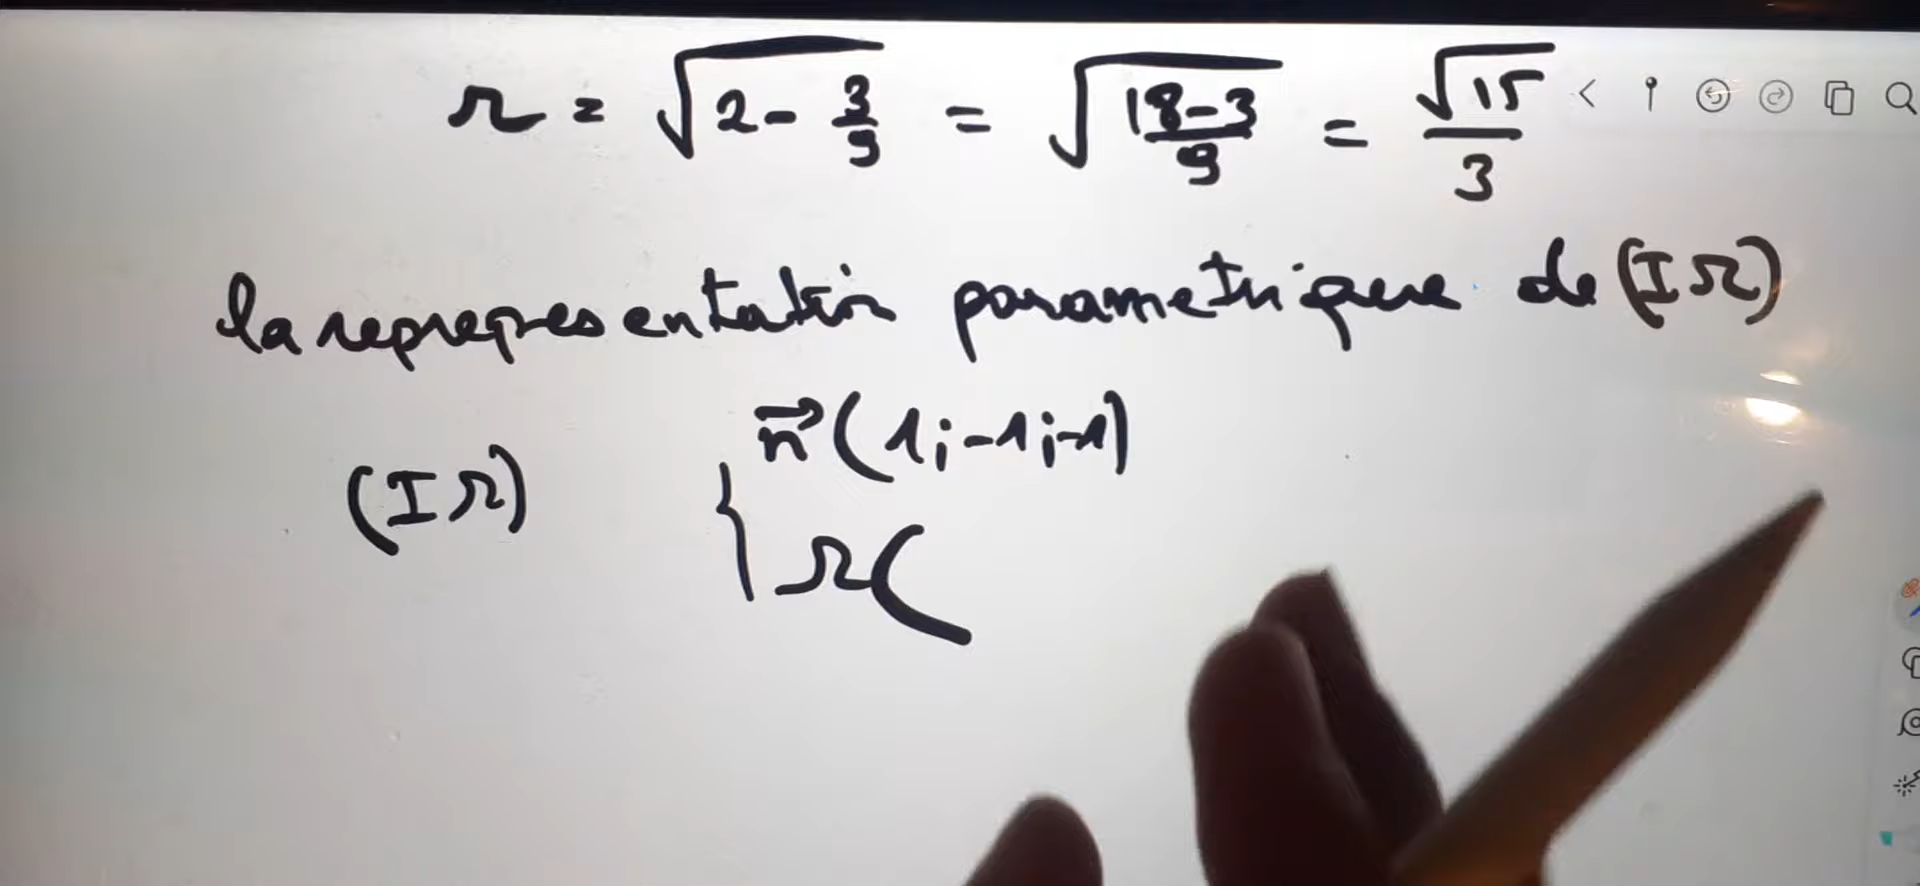 r = √(2 - 3/9) = √((18-3)/9) = √15/3
la reprepresentation parametrique de (IΩ)
n⃗(1;-1;-1)
(IΩ) {
Ω(